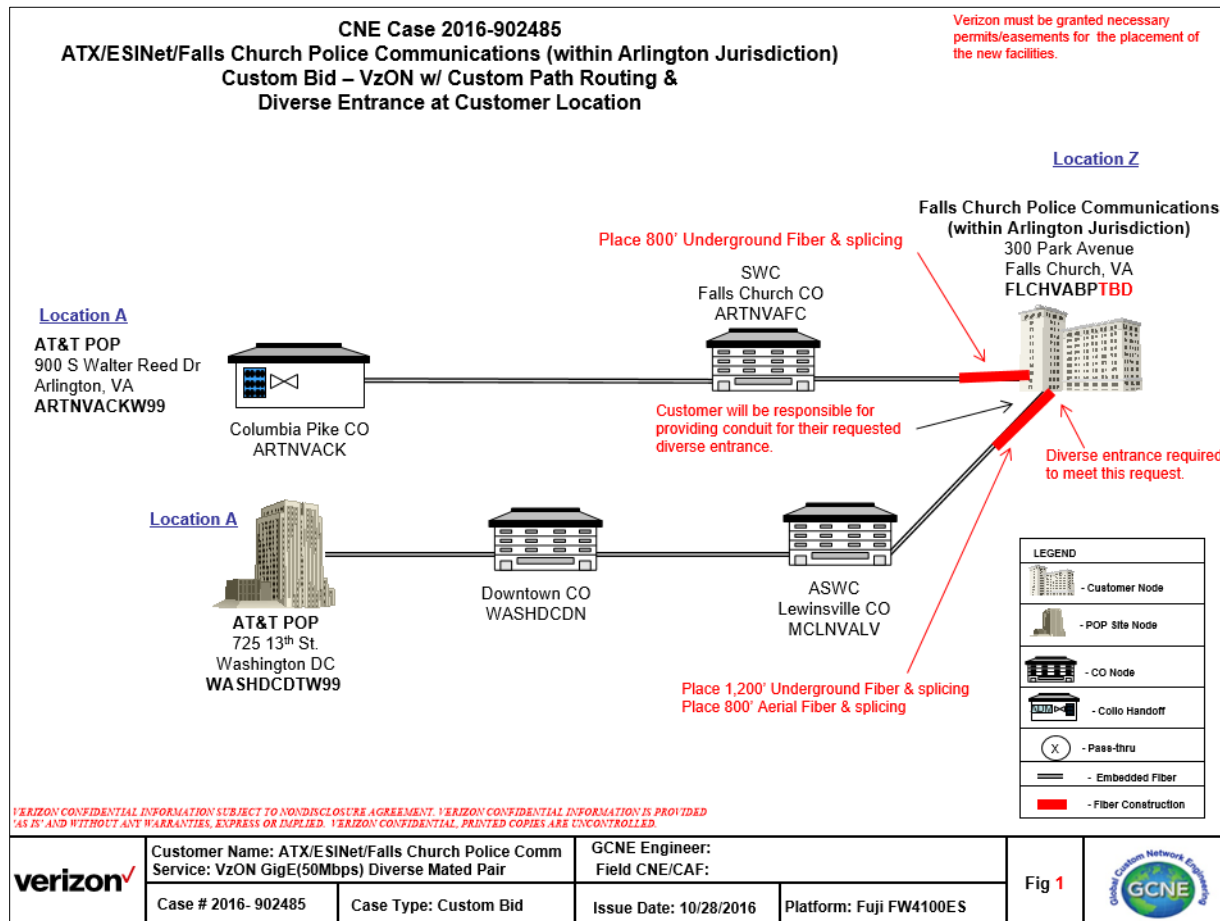 CNE Case 2016-902485
ATX/ESINet/Falls Church Police Communications (within Arlington Jurisdiction)
Custom Bid – VzON w/ Custom Path Routing &
Diverse Entrance at Customer Location
Verizon must be granted necessary
permits/easements for the placement of
the new facilities.
Location Z
Falls Church Police Communications
(within Arlington Jurisdiction)
300 Park Avenue
Falls Church, VA
FLCHVABPTBD
Place 800' Underground Fiber & splicing
SWC
Falls Church CO
ARTNVAFC
Location A
AT&T POP
900 S Walter Reed Dr
Arlington, VA
ARTNVACKW99
Columbia Pike CO
ARTNVACK
Customer will be responsible for
providing conduit for their requested
diverse entrance.
Diverse entrance required
to meet this request.
Location A
AT&T POP
725 13th St.
Washington DC
WASHDCDTW99
Downtown CO
WASHDCDN
ASWC
Lewinsville CO
MCLNVALV
Place 1,200' Underground Fiber & splicing
Place 800' Aerial Fiber & splicing
LEGEND
- Customer Node
- POP Site Node
- CO Node
- Collo Handoff
X
- Pass-thru
- Embedded Fiber
- Fiber Construction
VERIZON CONFIDENTIAL INFORMATION SUBJECT TO NONDISCLOSURE AGREEMENT. VERIZON CONFIDENTIAL INFORMATION IS PROVIDED
'AS IS' AND WITHOUT ANY WARRANTIES, EXPRESS OR IMPLIED. VERIZON CONFIDENTIAL, PRINTED COPIES ARE UNCONTROLLED.
verizon
Customer Name: ATX/ESINet/Falls Church Police Comm
Service: VzON GigE(50Mbps) Diverse Mated Pair
GCNE Engineer:
Field CNE/CAF:
Case # 2016- 902485
Case Type: Custom Bid
Issue Date: 10/28/2016
Platform: Fuji FW4100ES
Fig 1
Global Custom Network Engineering
GCNE